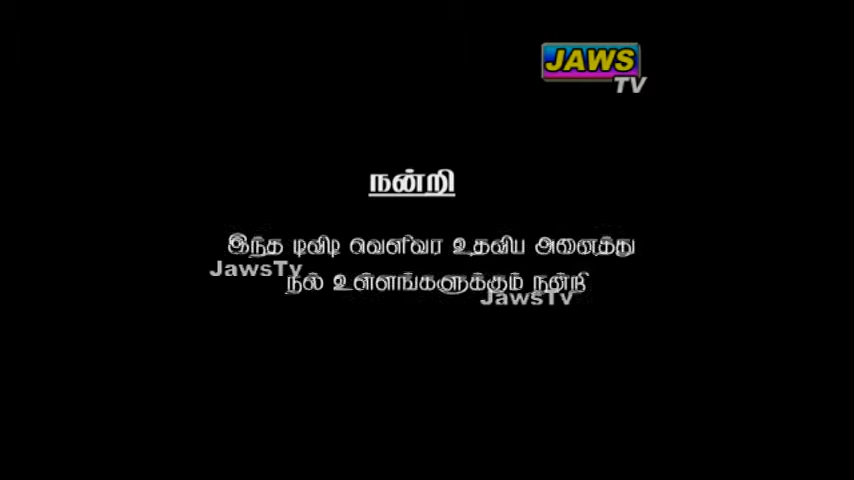 JAWS
TV
நன்றி
இந்த டிவிடி வெளிவர உதவிய அனைத்து
JawsTv
நல் உள்ளங்களுக்கும் நன்றி
JawsTv